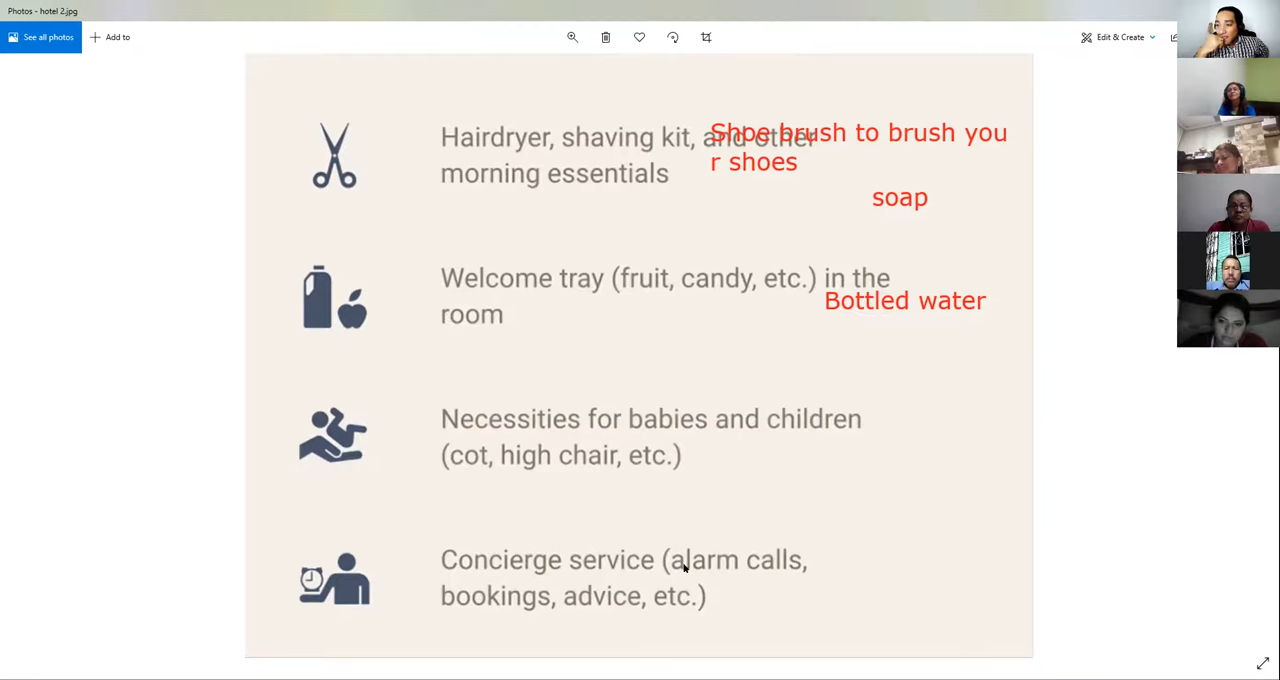 Photos - hotel 2.jpg
See all photos
Add to
Edit & Create
Hairdryer, shaving kit, and other
morning essentials
Shoe brush to brush you
r shoes
soap
Welcome tray (fruit, candy, etc.) in the
room
Bottled water
Necessities for babies and children
(cot, high chair, etc.)
Concierge service (alarm calls,
bookings, advice, etc.)